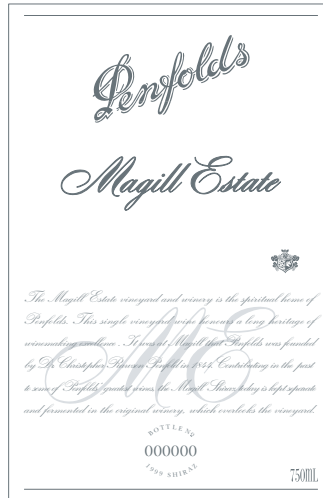 Penfolds
Magill Estate
The Magill Estate vineyard and winery is the spiritual home of
Penfolds. This single vineyard wine honours a long heritage of
winemaking excellence. It was at Magill that Penfolds was founded
by Dr Christopher Rawson Penfold in 1844. Contributing in the past
to some of Penfolds' greatest wines, the Magill Shiraz today is kept separate
and fermented in the original winery, which overlooks the vineyard.
ME
BOTTLE No
000000
1999 SHIRAZ
750ML